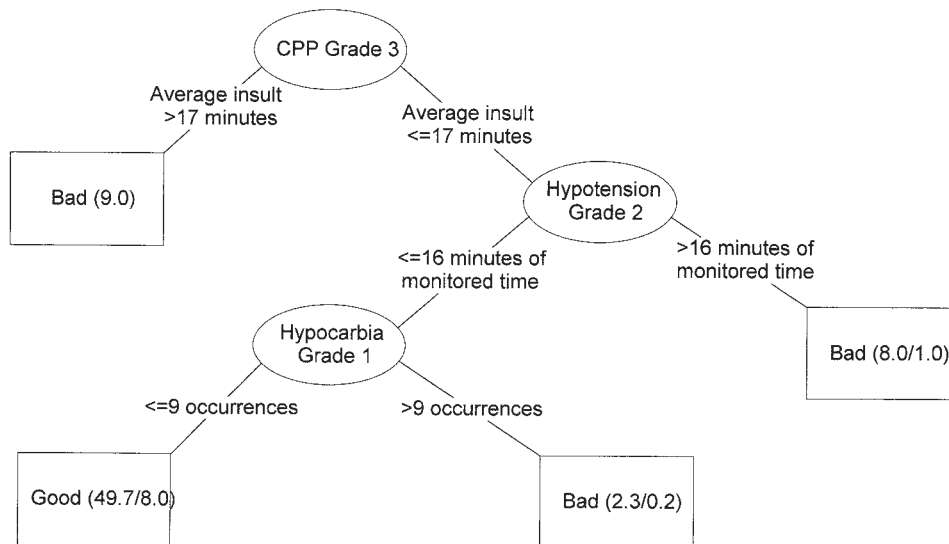 CPP Grade 3
Average insult
>17 minutes
Average insult
<=17 minutes
Bad (9.0)
Hypotension
Grade 2
<=16 minutes of
monitored time
>16 minutes of
monitored time
Hypocarbia
Grade 1
Bad (8.0/1.0)
<=9 occurrences
>9 occurrences
Good (49.7/8.0)
Bad (2.3/0.2)